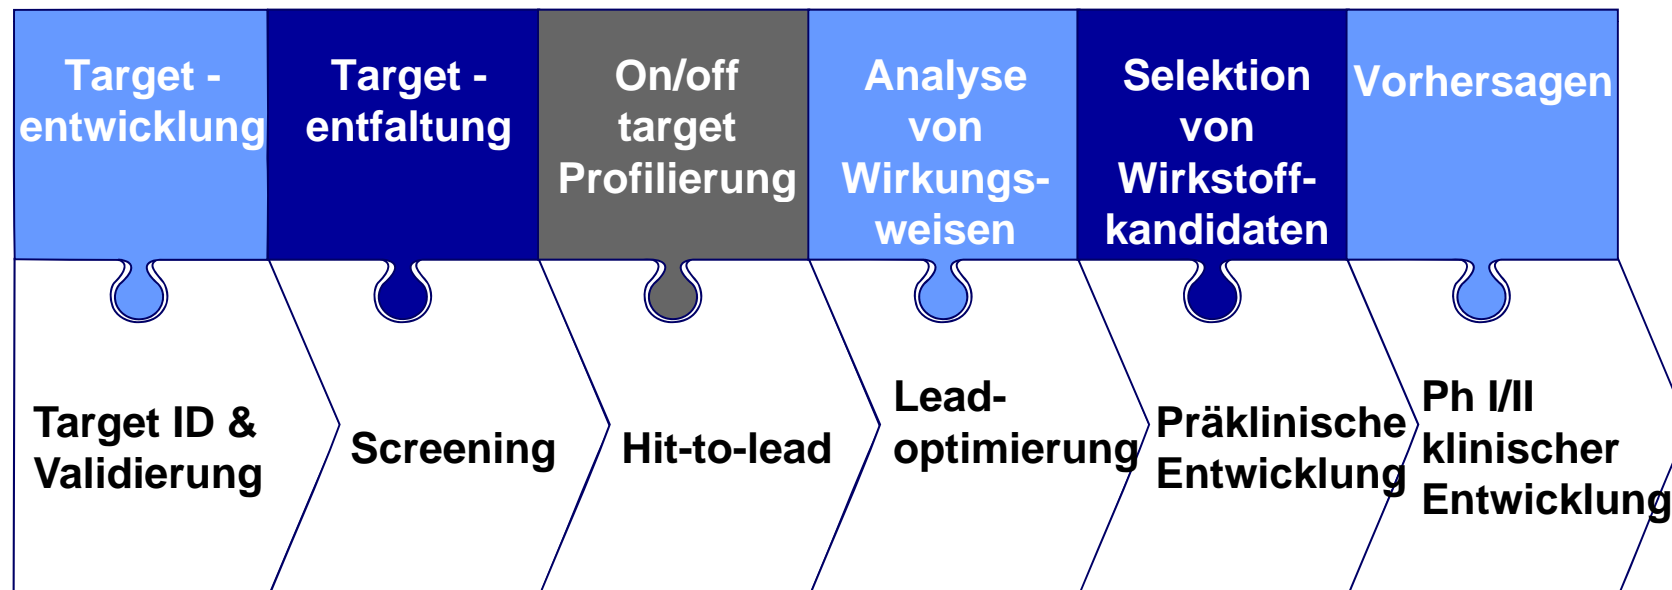 Target -
entwicklung
Target -
entfaltung
On/off
target
Profilierung
Analyse
von
Wirkungs-
weisen
Selektion
von
Wirkstoff-
kandidaten
Vorhersagen
Target ID &
Validierung
Screening
Hit-to-lead
Lead-
optimierung
Präklinische
Entwicklung
Ph I/II
klinischer
Entwicklung